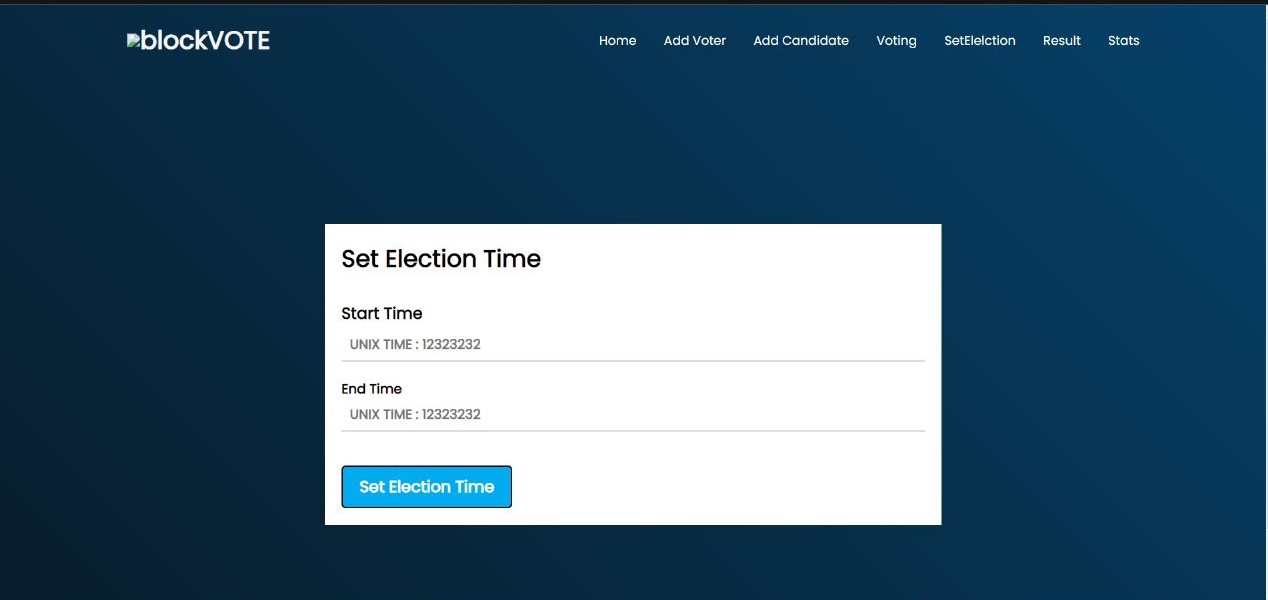 blockVOTE
Home Add Voter Add Candidate Voting SetElelction Result Stats
Set Election Time
Start Time
UNIX TIME : 12323232
End Time
UNIX TIME : 12323232
Set Election Time